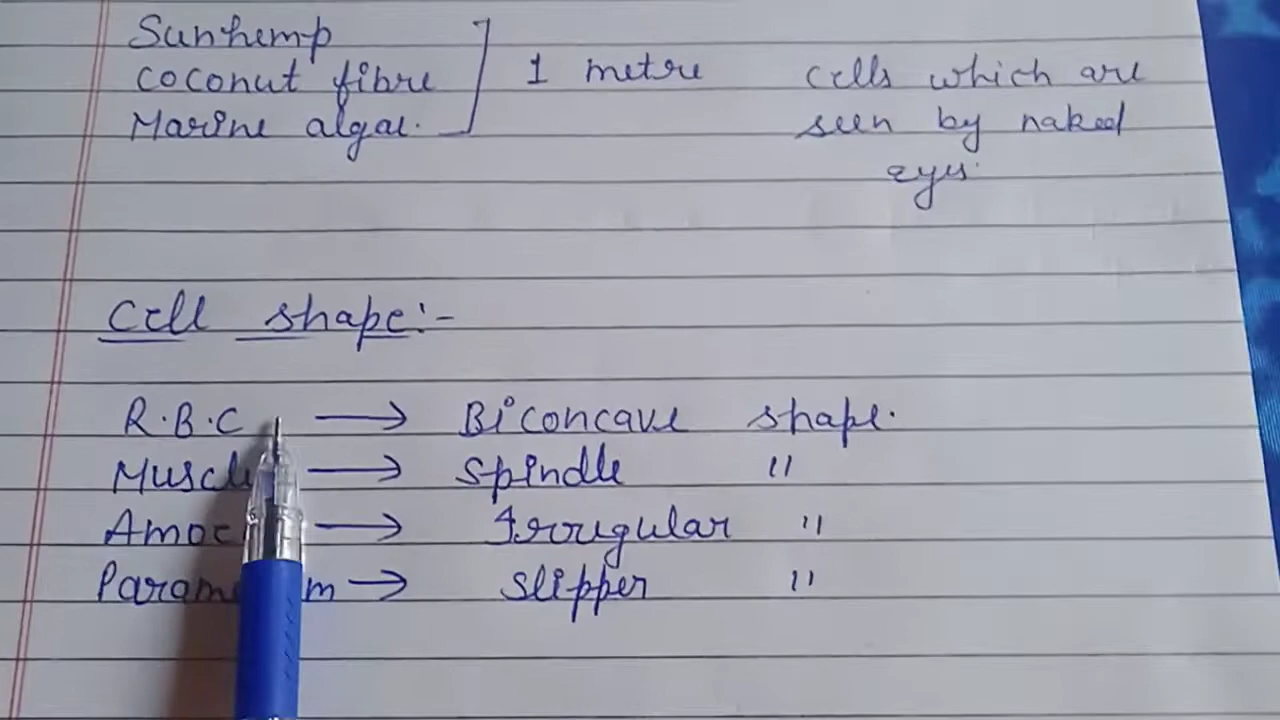 Sunhemp
Coconut fibre
Marine algae.
1 metre
Cells which are
seen by naked
eyes.
Cell shape:-
R.B.C → Biconcave shape.
→ Spindle "
→ Irregular "
→ Slipper "